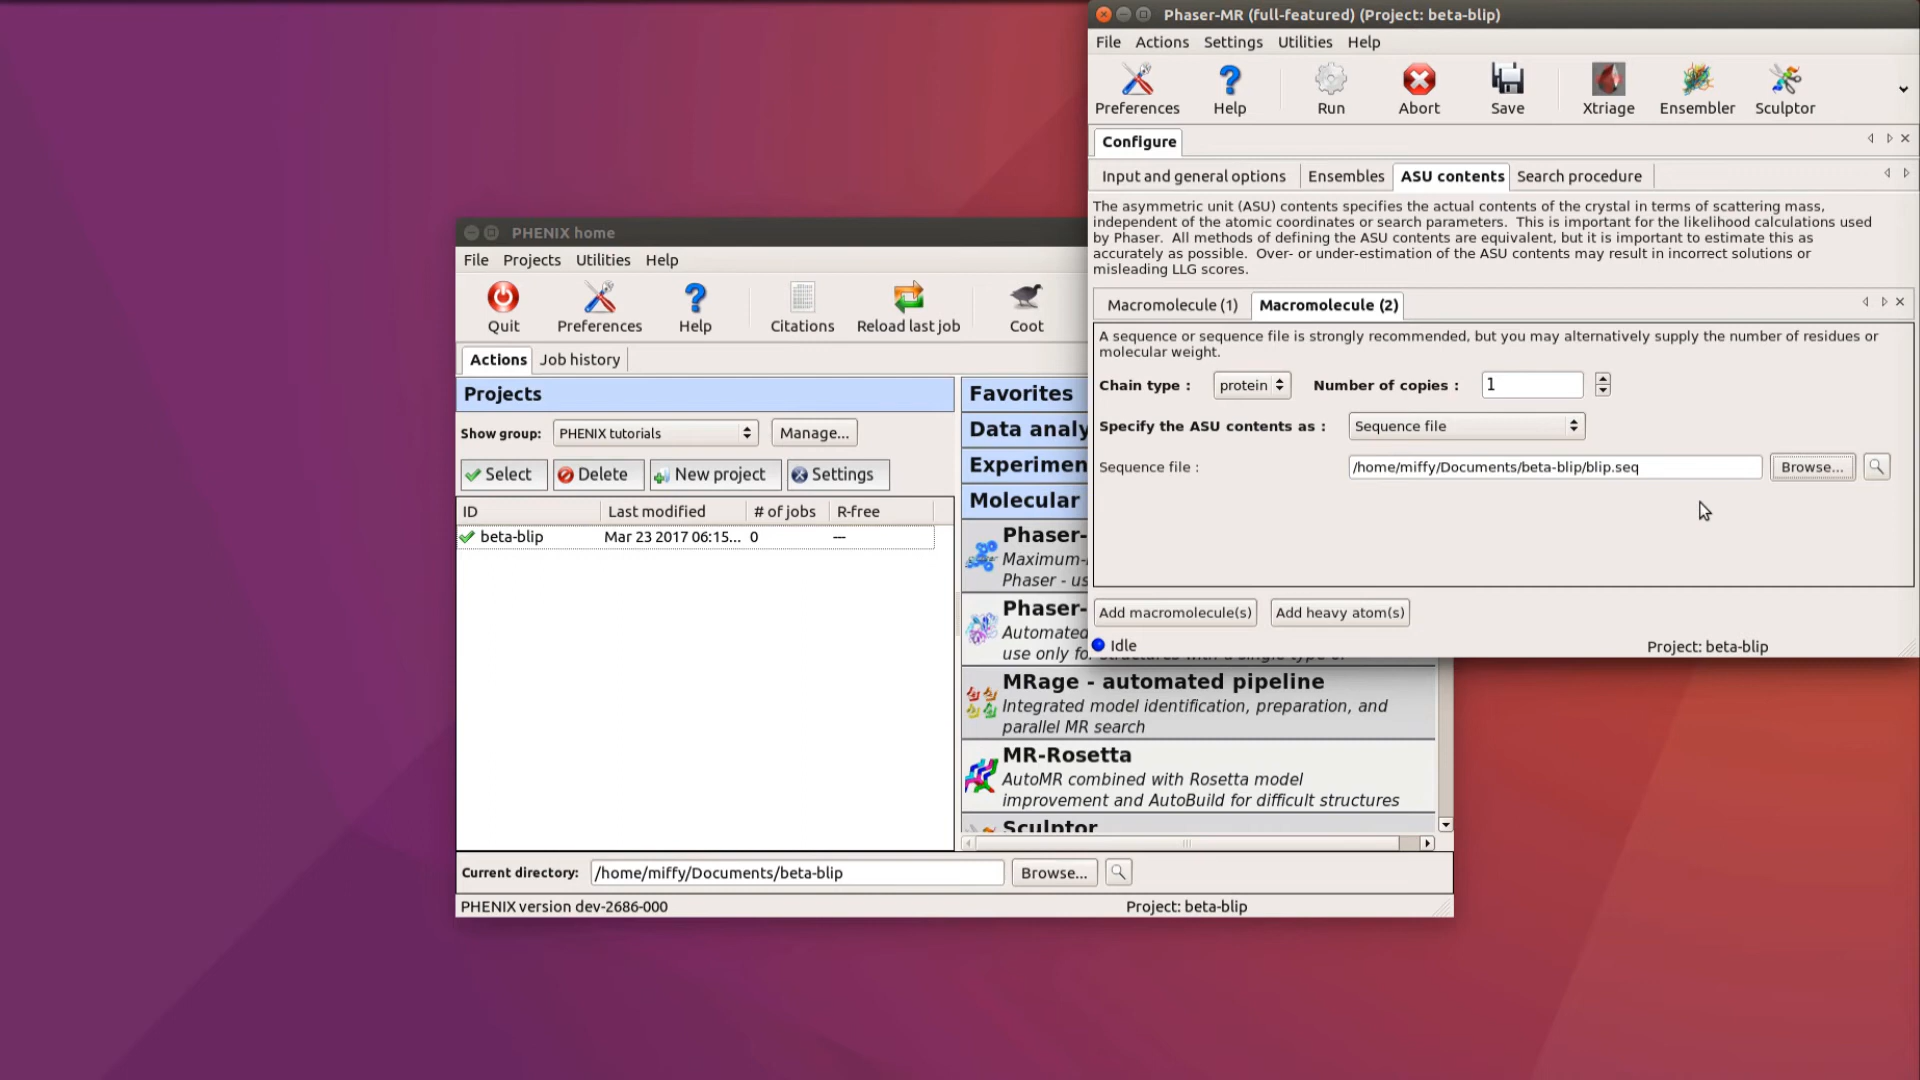 Phaser-MR (full-featured) (Project: beta-blip)
File Actions Settings Utilities Help
Preferences Help Run Abort Save Xtriage Ensembler Sculptor
Configure
Input and general options Ensembles ASU contents Search procedure
The asymmetric unit (ASU) contents specifies the actual contents of the crystal in terms of scattering mass,
independent of the atomic coordinates or search parameters. This is important for the likelihood calculations used
by Phaser. All methods of defining the ASU contents are equivalent, but it is important to estimate this as
accurately as possible. Over- or under-estimation of the ASU contents may result in incorrect solutions or
misleading LLG scores.
Macromolecule (1) Macromolecule (2)
A sequence or sequence file is strongly recommended, but you may alternatively supply the number of residues or
molecular weight.
Chain type : protein Number of copies : 1
Specify the ASU contents as : Sequence file
Sequence file : /home/miffy/Documents/beta-blip/blip.seq Browse...
Add macromolecule(s) Add heavy atom(s)
Idle Project: beta-blip
PHENIX home
File Projects Utilities Help
Quit Preferences Help Citations Reload last job Coot
Actions Job history
Projects
Show group: PHENIX tutorials Manage...
Select Delete New project Settings
ID Last modified # of jobs R-free
beta-blip Mar 23 2017 06:15... 0 ---
Favorites
Data analy
Experimen
Molecular
Phaser-
Maximum-
Phaser - us
Phaser-
Automated
use only for structures with a single type of
MRage - automated pipeline
Integrated model identification, preparation, and
parallel MR search
MR-Rosetta
AutoMR combined with Rosetta model
improvement and AutoBuild for difficult structures
Sculptor
Current directory: /home/miffy/Documents/beta-blip Browse...
PHENIX version dev-2686-000 Project: beta-blip